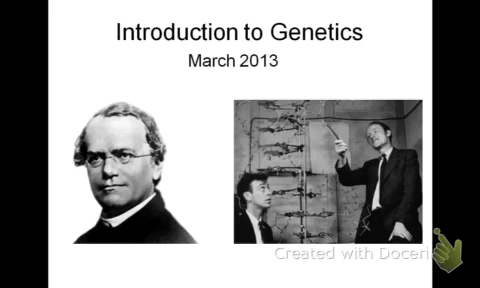 Introduction to Genetics
March 2013
Created with Doceri